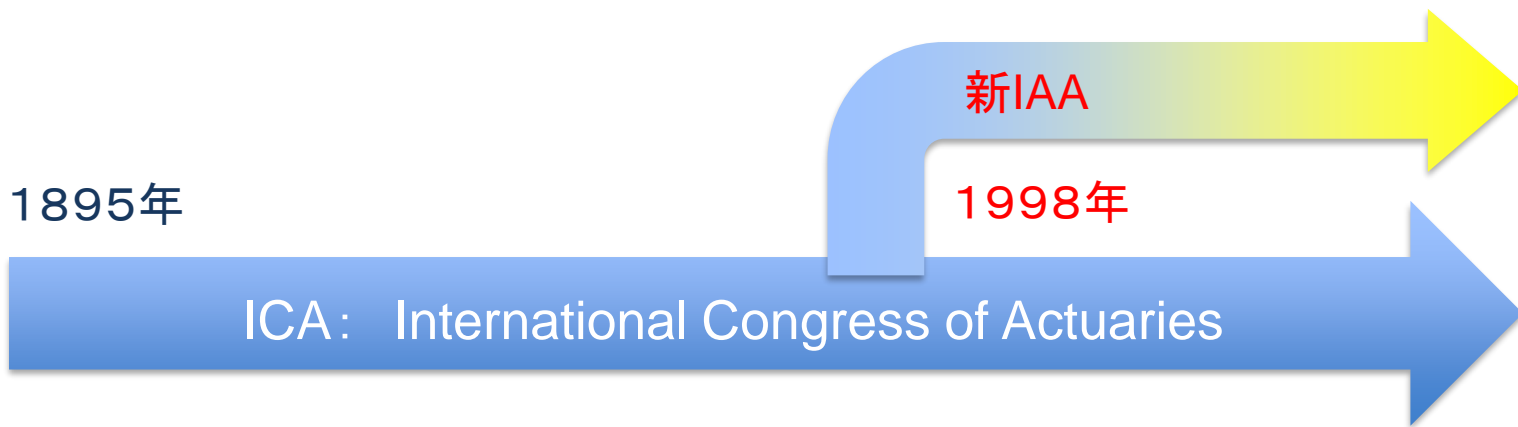 新IAA
1895年
1998年
ICA： International Congress of Actuaries